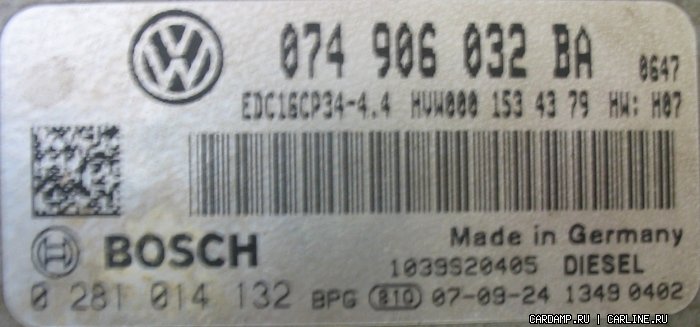 074 906 032 BA 0647
EDC16CP34-4.4 HVW000 153 43 79 HW: H07
BOSCH Made in Germany
1039S20405 DIESEL
0 281 014 132 BPG 810 07-09-24 1349 0402
CARDAMP.RU | CARLINE.RU